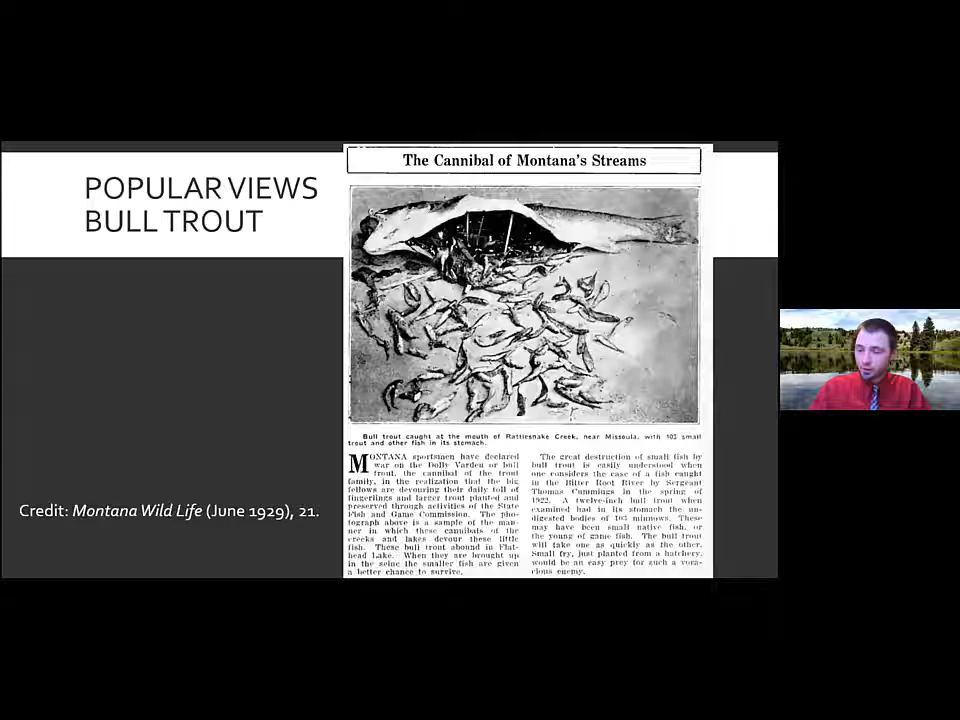 POPULAR VIEWS
BULL TROUT
Credit: Montana Wild Life (June 1929), 21.
The Cannibal of Montana's Streams
Bull trout caught at the mouth of Rattlesnake Creek, near Missoula, with 103 small
trout and other fish in its stomach.
MONTANA sportsmen have declared
war on the Dolly Varden or bull
trout, the cannibal of the trout
family, in the realization that the big
fellows are devouring their daily toll of
fingerlings and larger trout planted and
preserved through activities of the State
Fish and Game Commission. The pho-
tograph above is a sample of the man-
ner in which these cannibals of the
creeks and lakes devour these little
fish. These bull trout abound in Flat-
head Lake. When they are brought up
in the seine the smaller fish are given
a better chance to survive.
The great destruction of small fish by
bull trout is easily understood when
one considers the case of a fish caught
in the Bitter Root River by Sergeant
Thomas Cummings in the spring of
1922. A twelve-inch bull trout when
examined had in its stomach the un-
digested bodies of 103 minnows. These
may have been small native fish, or
the young of game fish. The bull trout
will take one as quickly as the other.
Small fry, just planted from a hatchery,
would be an easy prey for such a vora-
cious enemy.